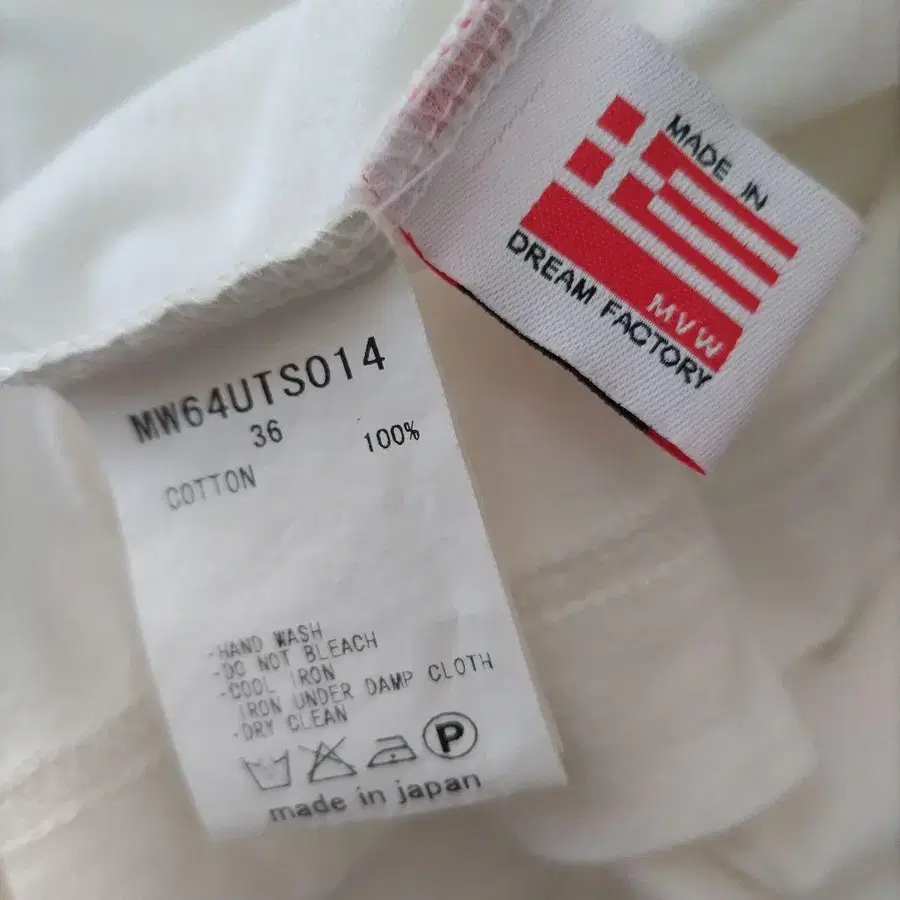 MADE IN
MVW
DREAM FACTORY
MW64UTS014
36
100%
COTTON
-HAND WASH
-DO NOT BLEACH
-COOL IRON
IRON UNDER DAMP CLOTH
-DRY CLEAN
P
made in japan